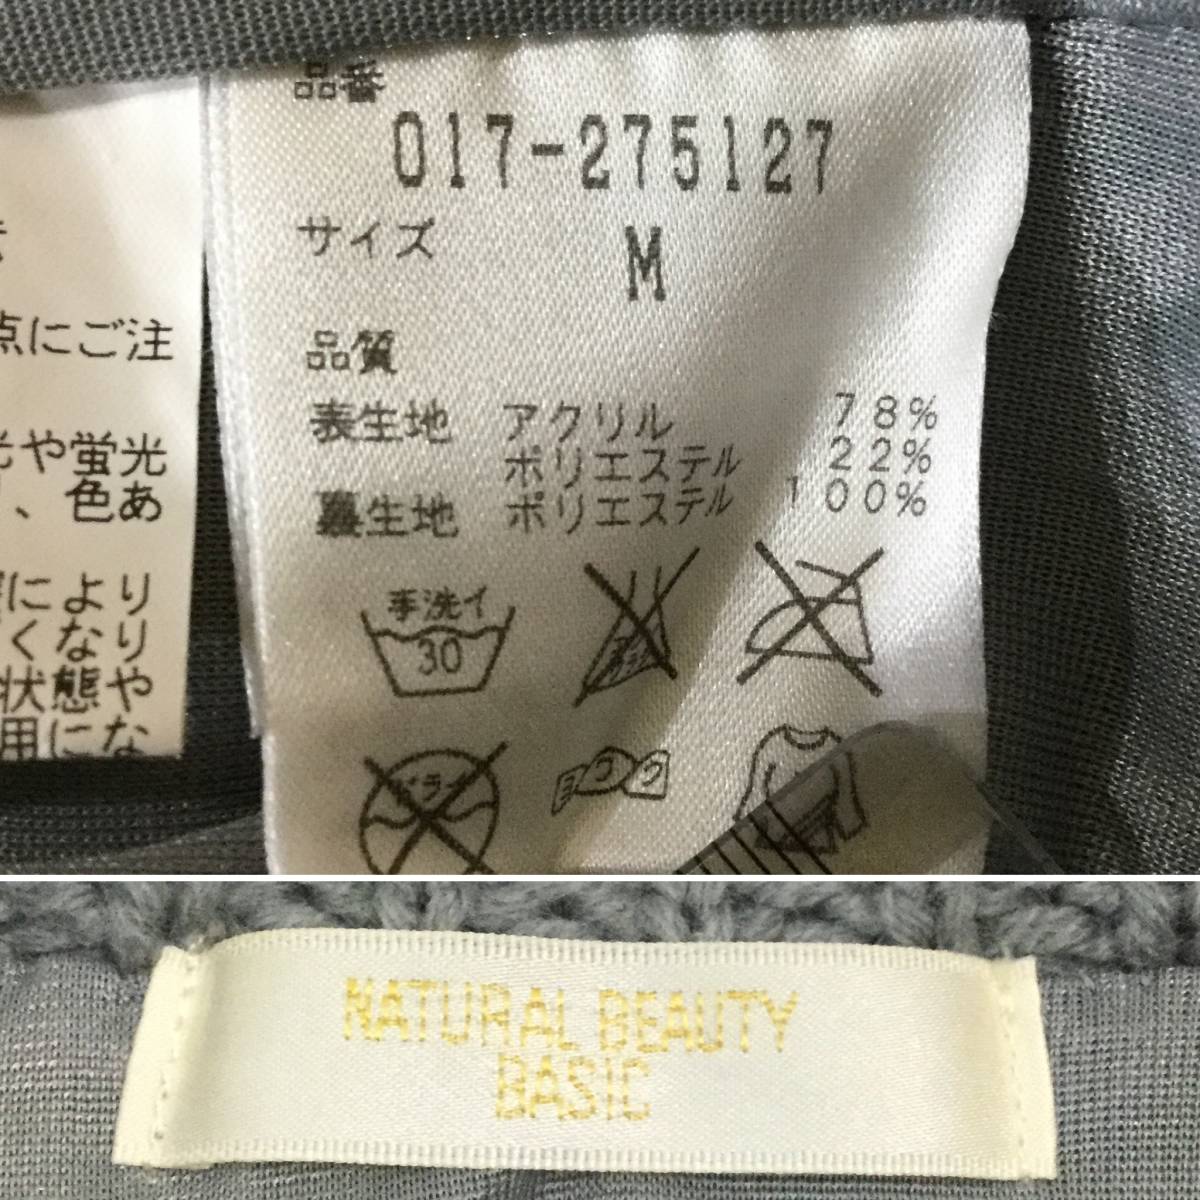 品番
017-275127
サイズ M
品質
表生地 アクリル 78%
ポリエステル 22%
裏生地 ポリエステル 100%
手洗イ
30
ドライ
点にご注
光や蛍光
、色あ
により
くなり
状態や
用にな
NATURAL BEAUTY
BASIC